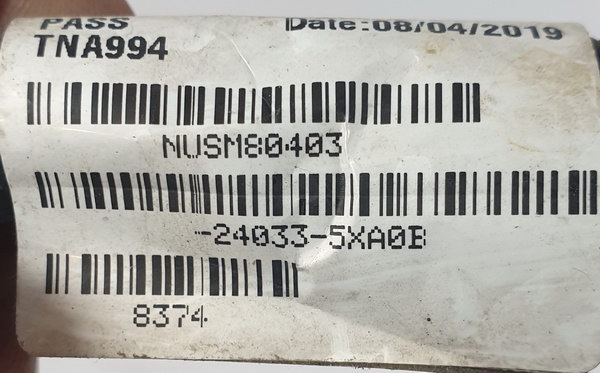 PASS Date:08/04/2019
TNA994
NUSM80403
-24033-5XA0B
8374